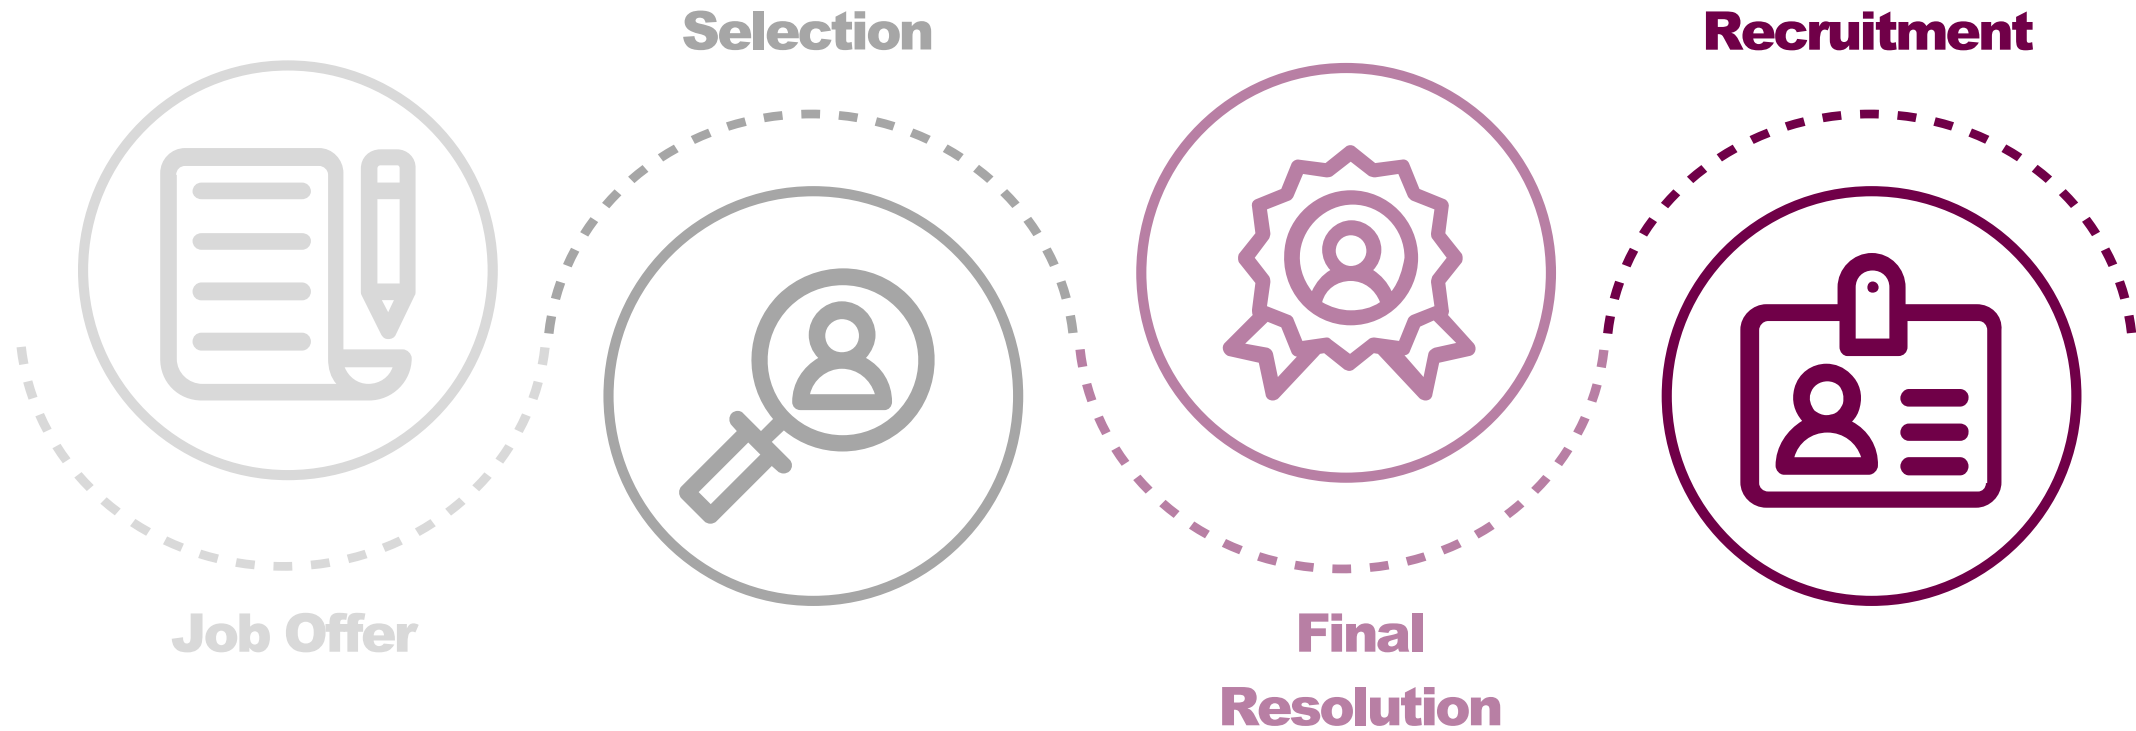 Job Offer
Selection
Final
Resolution
Recruitment